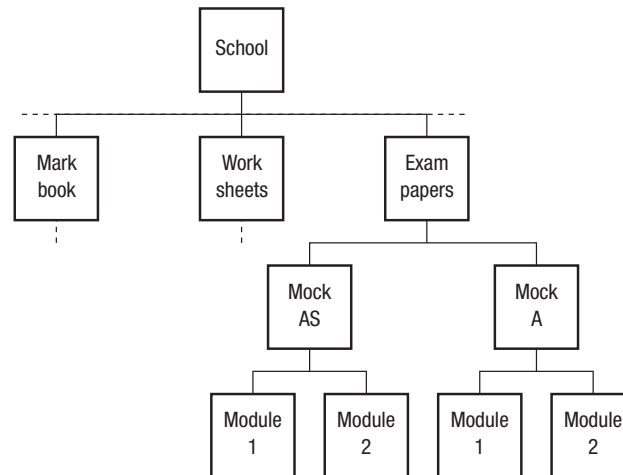 School
Mark
book
Work
sheets
Exam
papers
Mock
AS
Mock
A
Module
1
Module
2
Module
1
Module
2